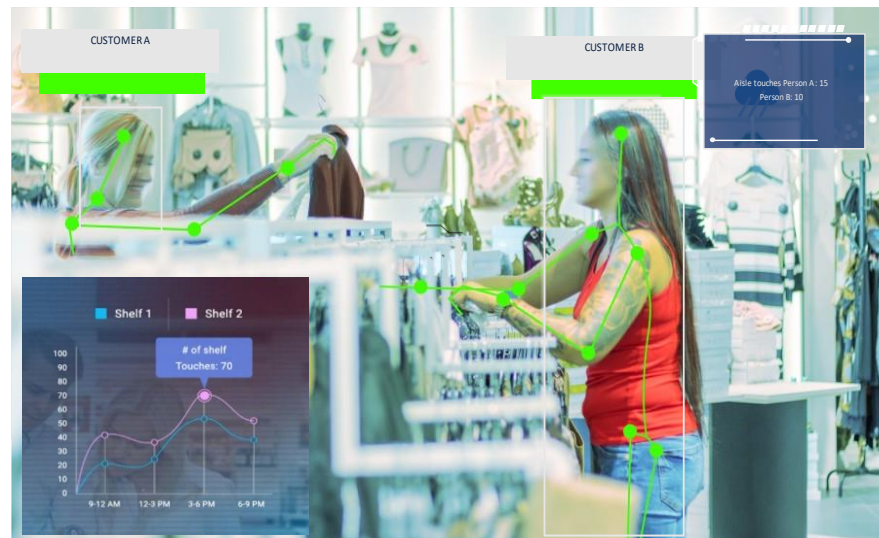 CUSTOMER A
CUSTOMER B
Aisle touches Person A: 15
Person B: 10
Shelf 1
Shelf 2
# of shelf
Touches: 70
100
90
80
70
60
50
40
30
20
10
0
9-12 AM
12-3 PM
3-6 PM
6-9 PM